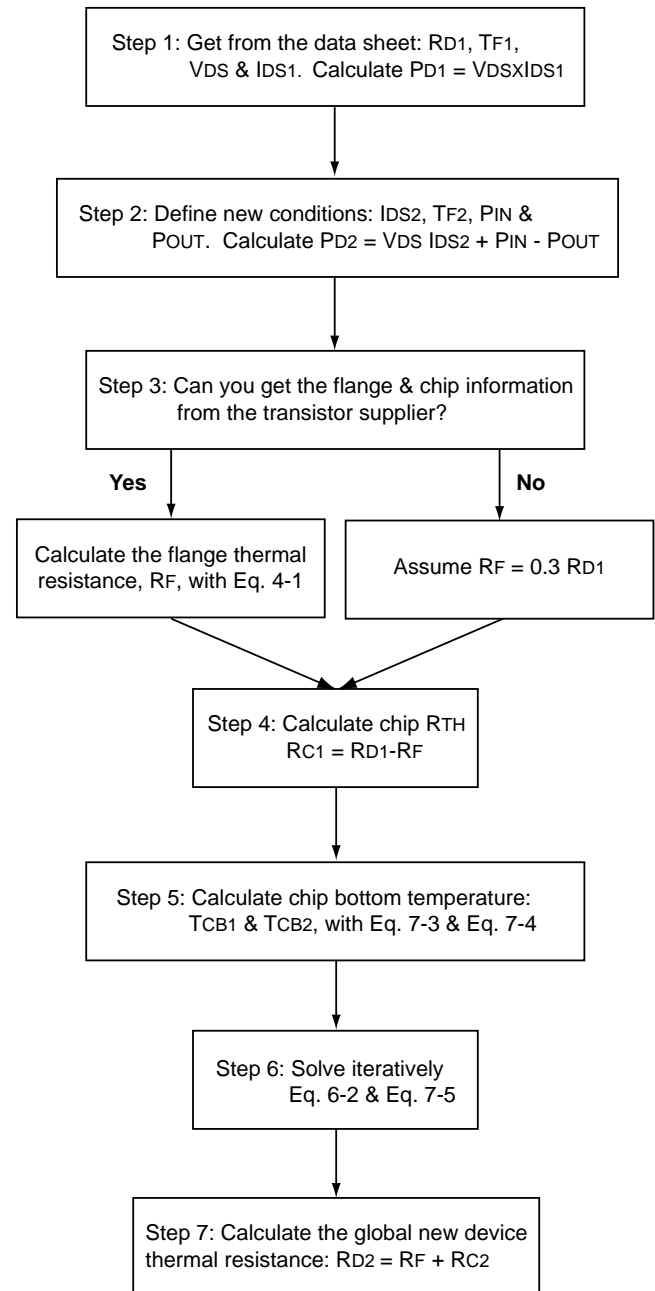 Step 1: Get from the data sheet: RD1, TF1,
VDS & IDS1. Calculate PD1 = VDSXIDS1
Step 2: Define new conditions: IDS2, TF2, PIN &
POUT. Calculate PD2 = VDS IDS2 + PIN - POUT
Step 3: Can you get the flange & chip information
from the transistor supplier?
Yes
No
Calculate the flange thermal
resistance, RF, with Eq. 4-1
Assume RF = 0.3 RD1
Step 4: Calculate chip RTH
RC1 = RD1-RF
Step 5: Calculate chip bottom temperature:
TCB1 & TCB2, with Eq. 7-3 & Eq. 7-4
Step 6: Solve iteratively
Eq. 6-2 & Eq. 7-5
Step 7: Calculate the global new device
thermal resistance: RD2 = RF + RC2